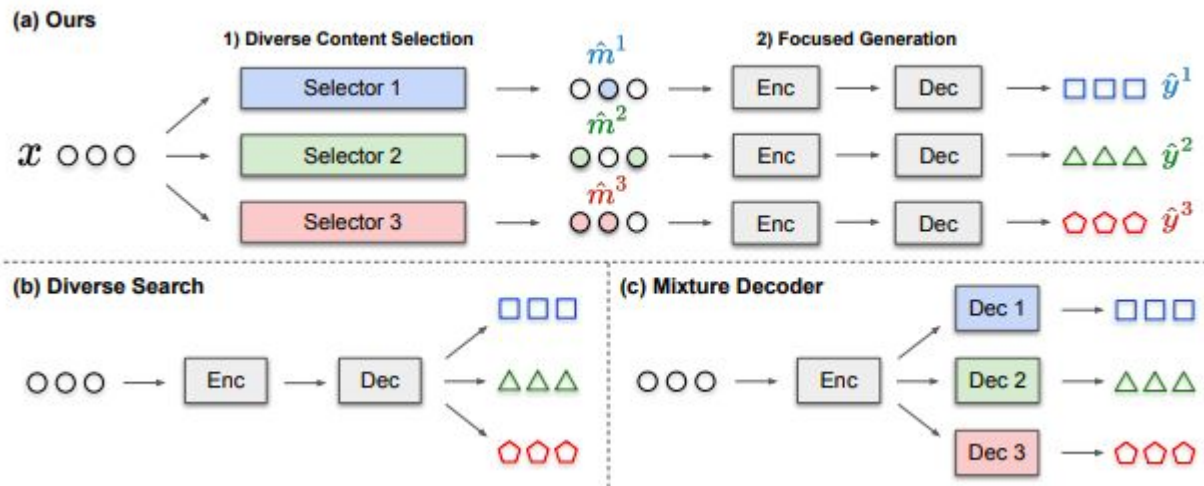 (a) Ours
1) Diverse Content Selection
2) Focused Generation
m̂¹
Selector 1
Enc
Dec
ŷ¹
x
m̂²
Selector 2
Enc
Dec
ŷ²
m̂³
Selector 3
Enc
Dec
ŷ³
(b) Diverse Search
Enc
Dec
(c) Mixture Decoder
Enc
Dec 1
Dec 2
Dec 3